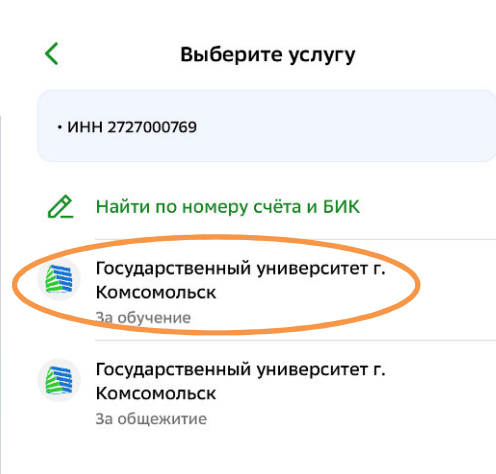 Выберите услугу
• ИНН 2727000769
Найти по номеру счёта и БИК
Государственный университет г.
Комсомольск
За обучение
Государственный университет г.
Комсомольск
За общежитие